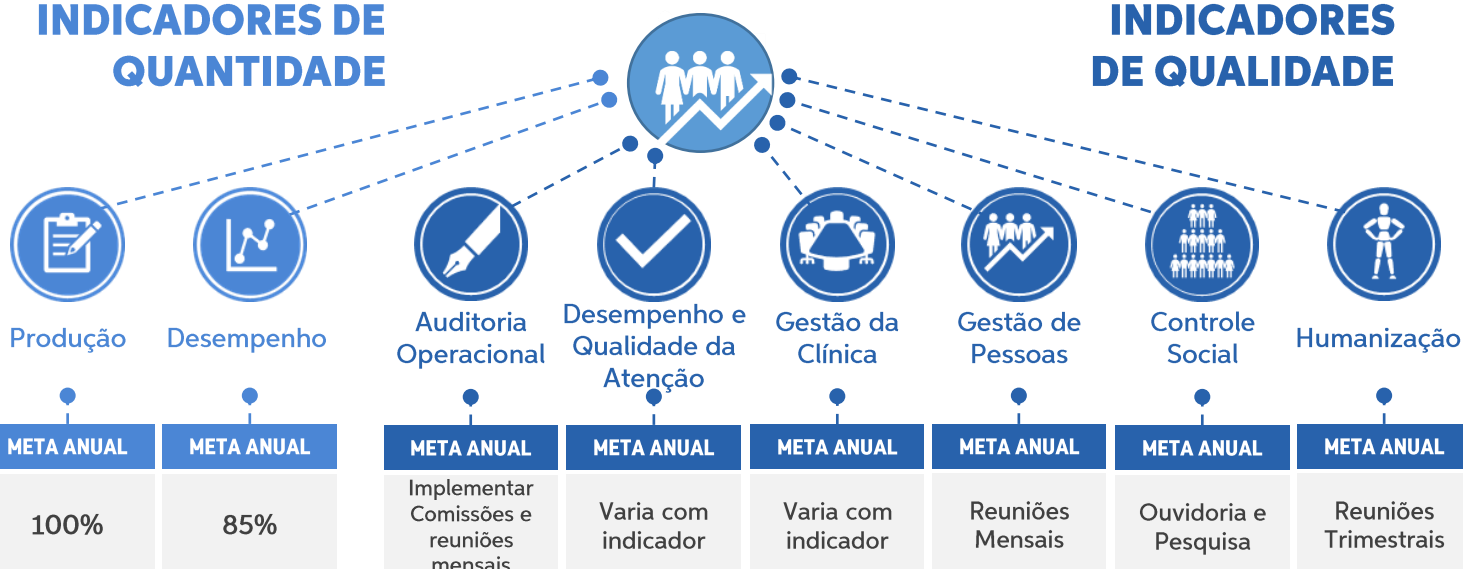 INDICADORES DE
QUANTIDADE
INDICADORES
DE QUALIDADE
Produção
Desempenho
Auditoria
Operacional
Desempenho e
Qualidade da
Atenção
Gestão da
Clínica
Gestão de
Pessoas
Controle
Social
Humanização
META ANUAL
META ANUAL
META ANUAL
META ANUAL
META ANUAL
META ANUAL
META ANUAL
META ANUAL
100%
85%
Implementar
Comissões e
reuniões
mensais
Varia com
indicador
Varia com
indicador
Reuniões
Mensais
Ouvidoria e
Pesquisa
Reuniões
Trimestrais